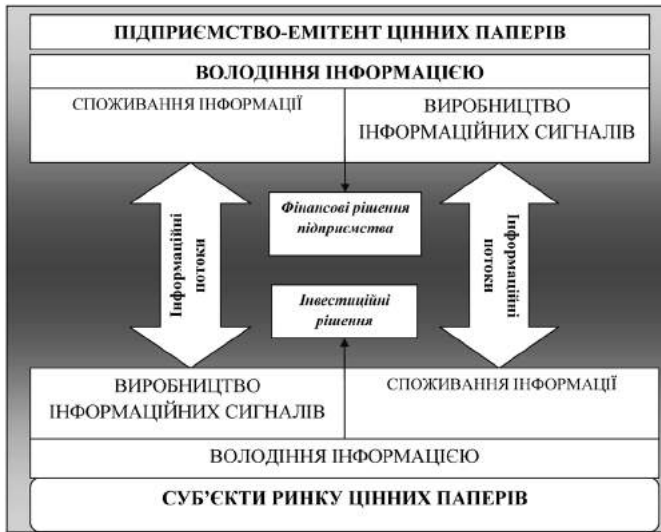 ПІДПРИЄМСТВО-ЕМІТЕНТ ЦІННИХ ПАПЕРІВ
ВОЛОДІННЯ ІНФОРМАЦІЄЮ
СПОЖИВАННЯ ІНФОРМАЦІЇ
ВИРОБНИЦТВО
ІНФОРМАЦІЙНИХ СИГНАЛІВ
Інформаційні
потоки
Фінансові рішення
підприємства
Інформаційні
потоки
Інвестиційні
рішення
ВИРОБНИЦТВО
ІНФОРМАЦІЙНИХ СИГНАЛІВ
СПОЖИВАННЯ ІНФОРМАЦІЇ
ВОЛОДІННЯ ІНФОРМАЦІЄЮ
СУБ’ЄКТИ РИНКУ ЦІННИХ ПАПЕРІВ